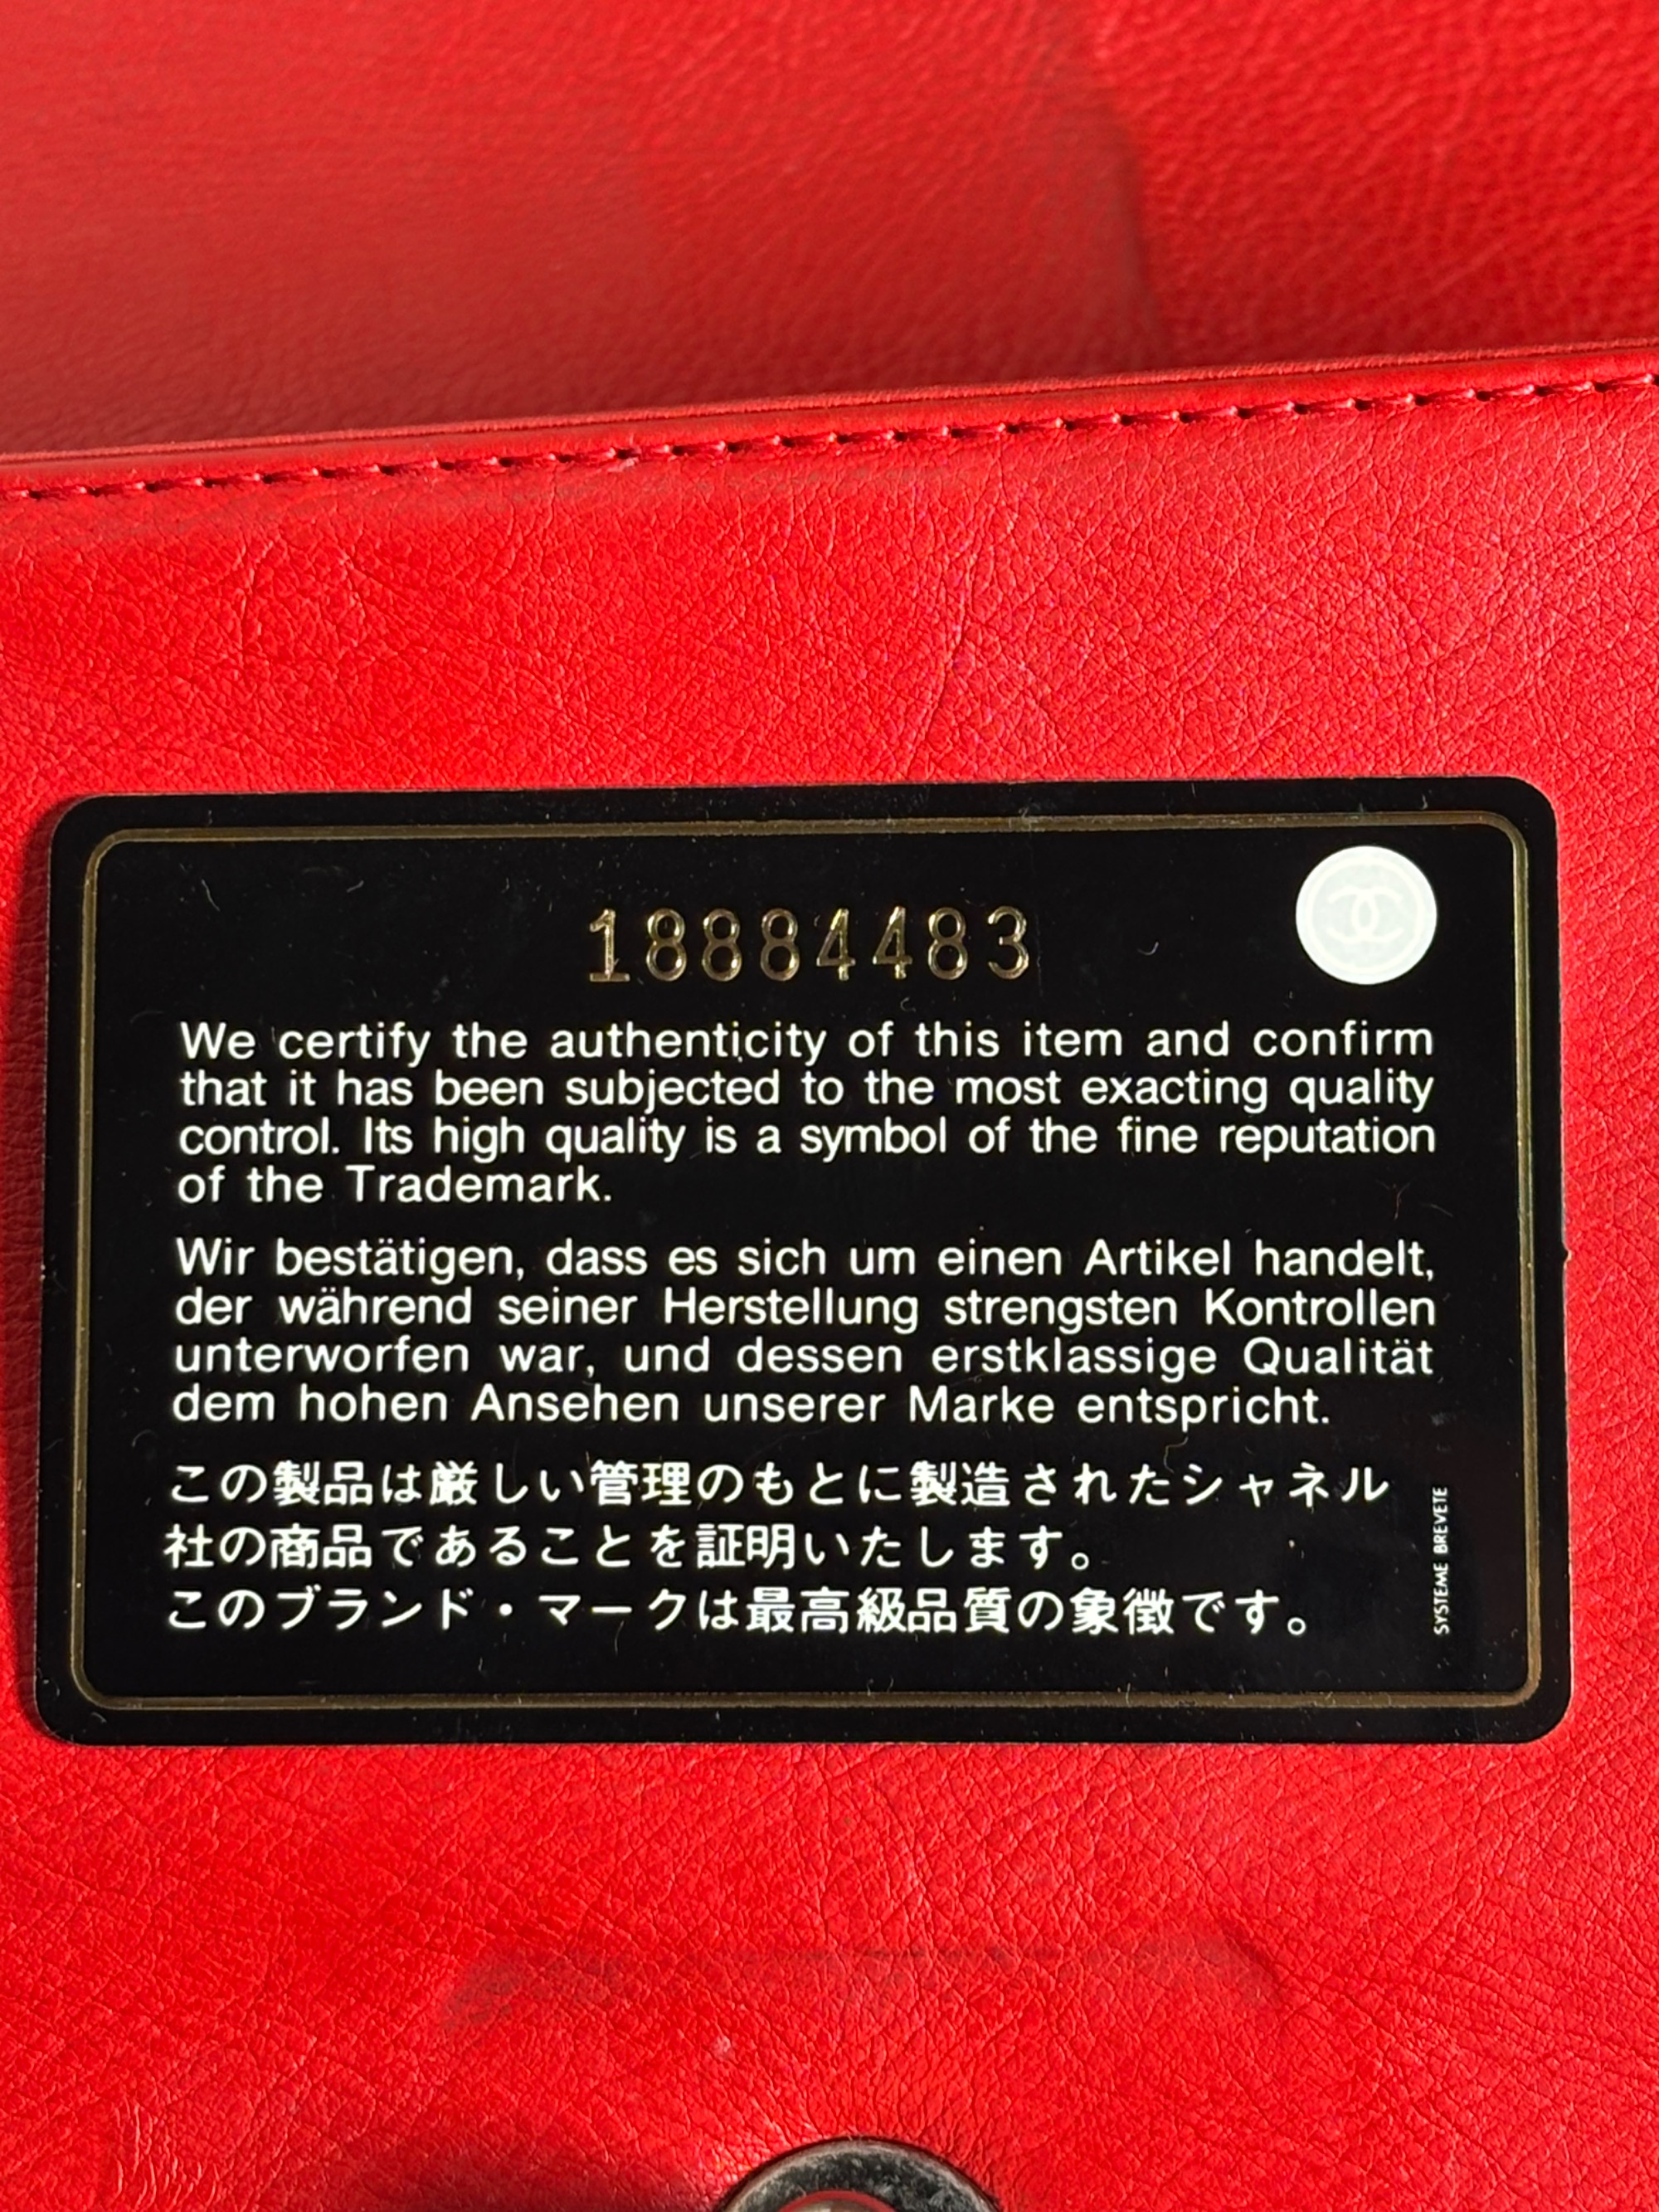 18884483
We certify the authenticity of this item and confirm
that it has been subjected to the most exacting quality
control. Its high quality is a symbol of the fine reputation
of the Trademark.
Wir bestätigen, dass es sich um einen Artikel handelt,
der während seiner Herstellung strengsten Kontrollen
unterworfen war, und dessen erstklassige Qualität
dem hohen Ansehen unserer Marke entspricht.
この製品は厳しい管理のもとに製造されたシャネル
社の商品であることを証明いたします。
このブランド・マークは最高級品質の象徴です。
SYSTEME BREVETE